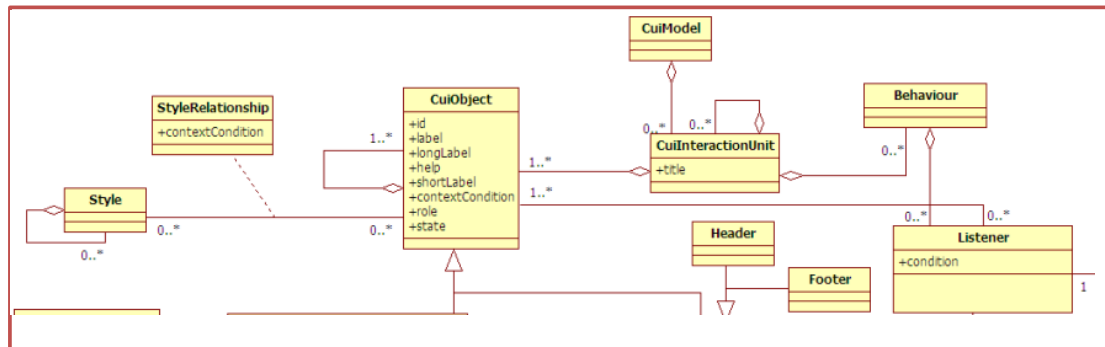 CuiModel
CuiObject
Behaviour
StyleRelationship
+contextCondition
+id
+label
+longLabel
+help
+shortLabel
+contextCondition
+role
+state
1..*
0..*
0..*
CuiInteractionUnit
+title
1..*
0..*
1..*
Style
0..*
0..*
0..*
0..*
0..*
Header
Listener
+condition
Footer
1